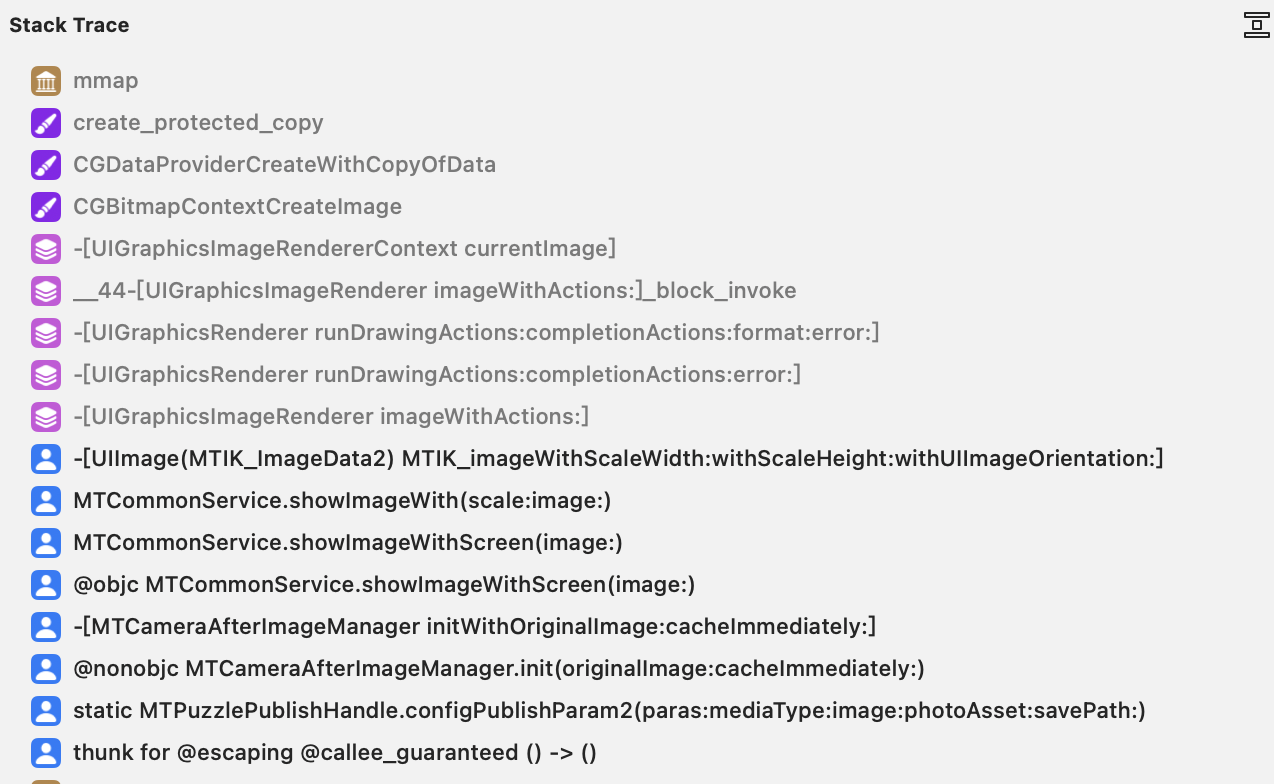 Stack Trace
mmap
create_protected_copy
CGDataProviderCreateWithCopyOfData
CGBitmapContextCreateImage
-[UIGraphicsImageRendererContext currentImage]
__44-[UIGraphicsImageRenderer imageWithActions:]_block_invoke
-[UIGraphicsRenderer runDrawingActions:completionActions:format:error:]
-[UIGraphicsRenderer runDrawingActions:completionActions:error:]
-[UIGraphicsImageRenderer imageWithActions:]
-[UIImage(MTIK_ImageData2) MTIK_imageWithScaleWidth:withScaleHeight:withUIImageOrientation:]
MTCommonService.showImageWith(scale:image:)
MTCommonService.showImageWithScreen(image:)
@objc MTCommonService.showImageWithScreen(image:)
-[MTCameraAfterImageManager initWithOriginalImage:cacheImmediately:]
@nonobjc MTCameraAfterImageManager.init(originalImage:cacheImmediately:)
static MTPuzzlePublishHandle.configPublishParam2(paras:mediaType:image:photoAsset:savePath:)
thunk for @escaping @callee_guaranteed () -> ()